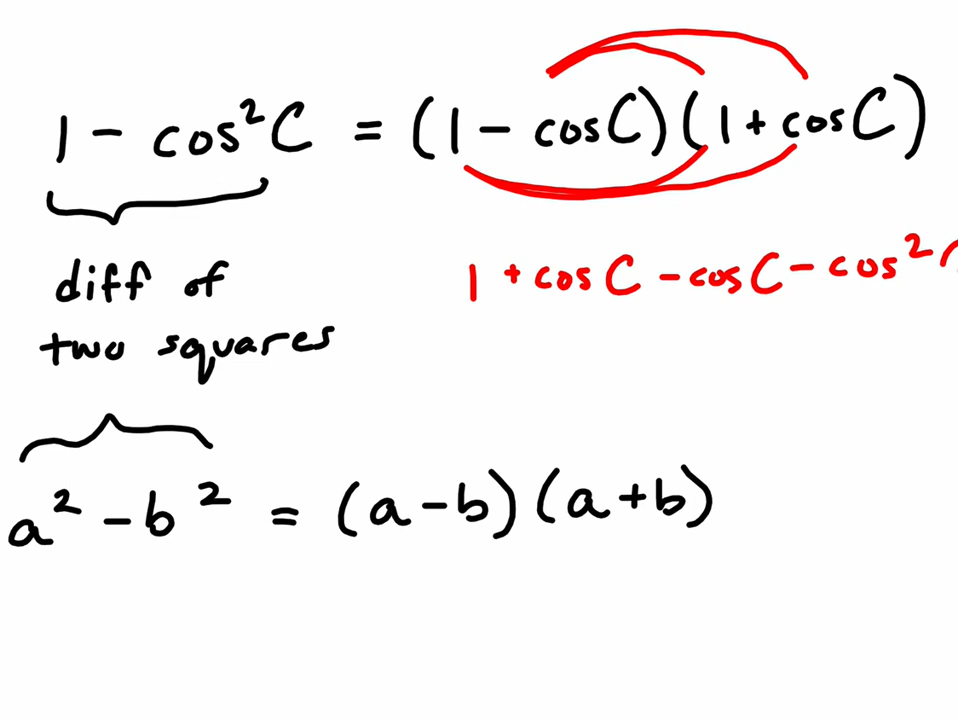 1 - cos²C = (1 - cosC)(1 + cosC)
1 + cosC - cosC - cos²
diff of
two squares
a² - b² = (a - b)(a + b)